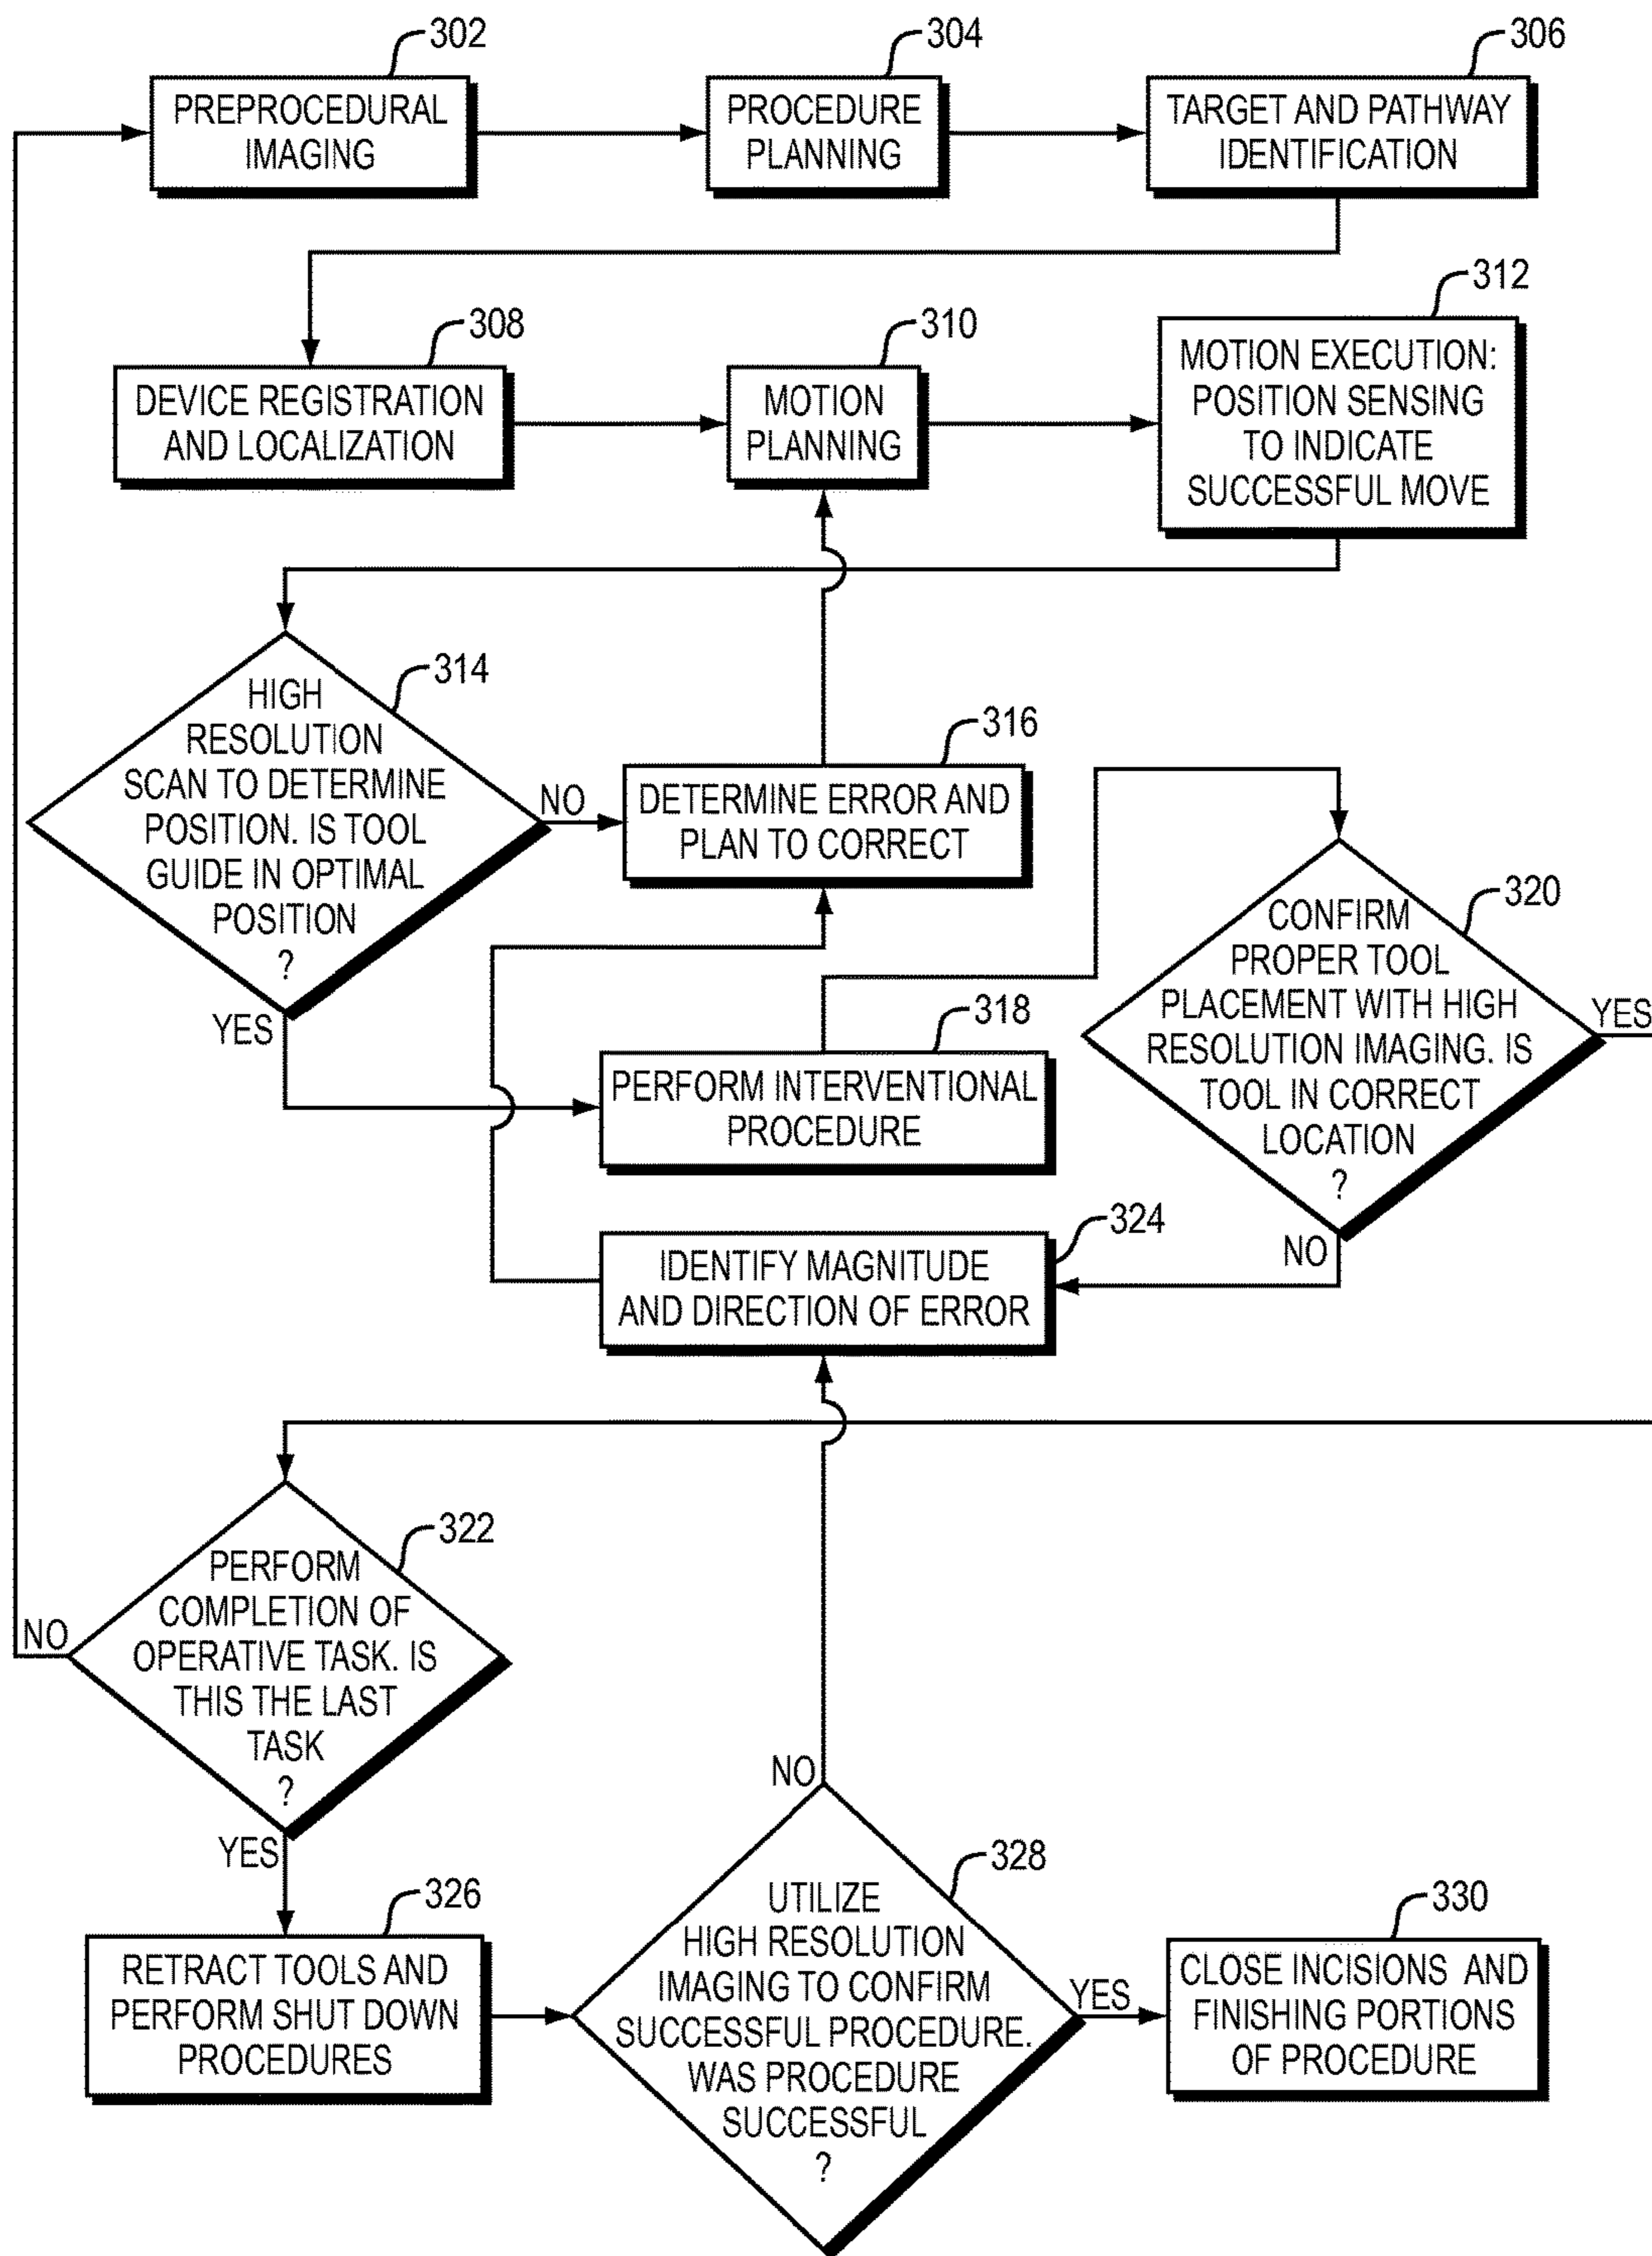 302
PREPROCEDURAL
IMAGING
304
PROCEDURE
PLANNING
306
TARGET AND PATHWAY
IDENTIFICATION
308
DEVICE REGISTRATION
AND LOCALIZATION
310
MOTION
PLANNING
312
MOTION EXECUTION:
POSITION SENSING
TO INDICATE
SUCCESSFUL MOVE
314
HIGH
RESOLUTION
SCAN TO DETERMINE
POSITION. IS TOOL
GUIDE IN OPTIMAL
POSITION
?
NO
YES
316
DETERMINE ERROR AND
PLAN TO CORRECT
318
PERFORM INTERVENTIONAL
PROCEDURE
320
CONFIRM
PROPER TOOL
PLACEMENT WITH HIGH
RESOLUTION IMAGING. IS
TOOL IN CORRECT
LOCATION
?
YES
NO
324
IDENTIFY MAGNITUDE
AND DIRECTION OF ERROR
322
PERFORM
COMPLETION OF
OPERATIVE TASK. IS
THIS THE LAST
TASK
?
NO
YES
326
RETRACT TOOLS AND
PERFORM SHUT DOWN
PROCEDURES
328
UTILIZE
HIGH RESOLUTION
IMAGING TO CONFIRM
SUCCESSFUL PROCEDURE.
WAS PROCEDURE
SUCCESSFUL
?
NO
YES
330
CLOSE INCISIONS AND
FINISHING PORTIONS
OF PROCEDURE